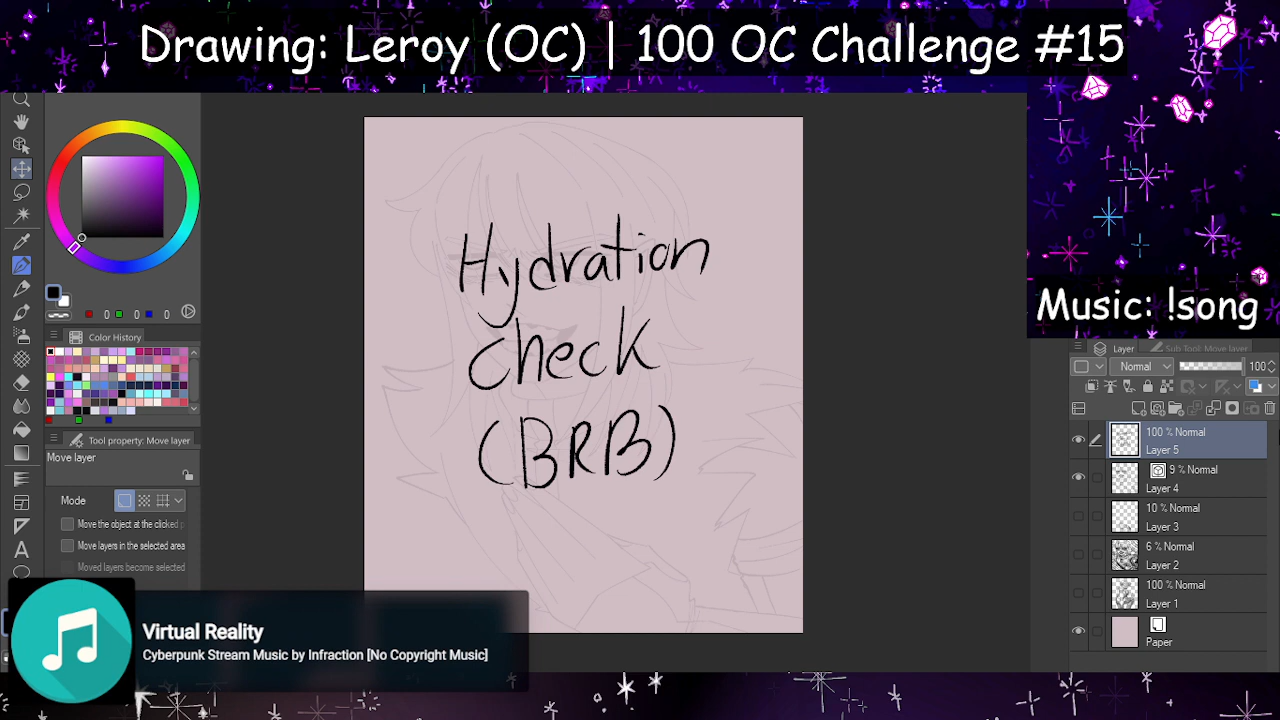 Drawing: Leroy (OC) | 100 OC Challenge #15
Hydration
check
(BRB)
Music: !song
0 0 0
Color History
Tool property: Move layer
Move layer
Mode
Move the object at the clicked p
Move layers in the selected area
Moved layers become selected
Virtual Reality
Cyberpunk Stream Music by Infraction [No Copyright Music]
Layer Sub Tool: Move layer
Normal 100
100 % Normal
Layer 5
9 % Normal
Layer 4
10 % Normal
Layer 3
6 % Normal
Layer 2
100 % Normal
Layer 1
Paper